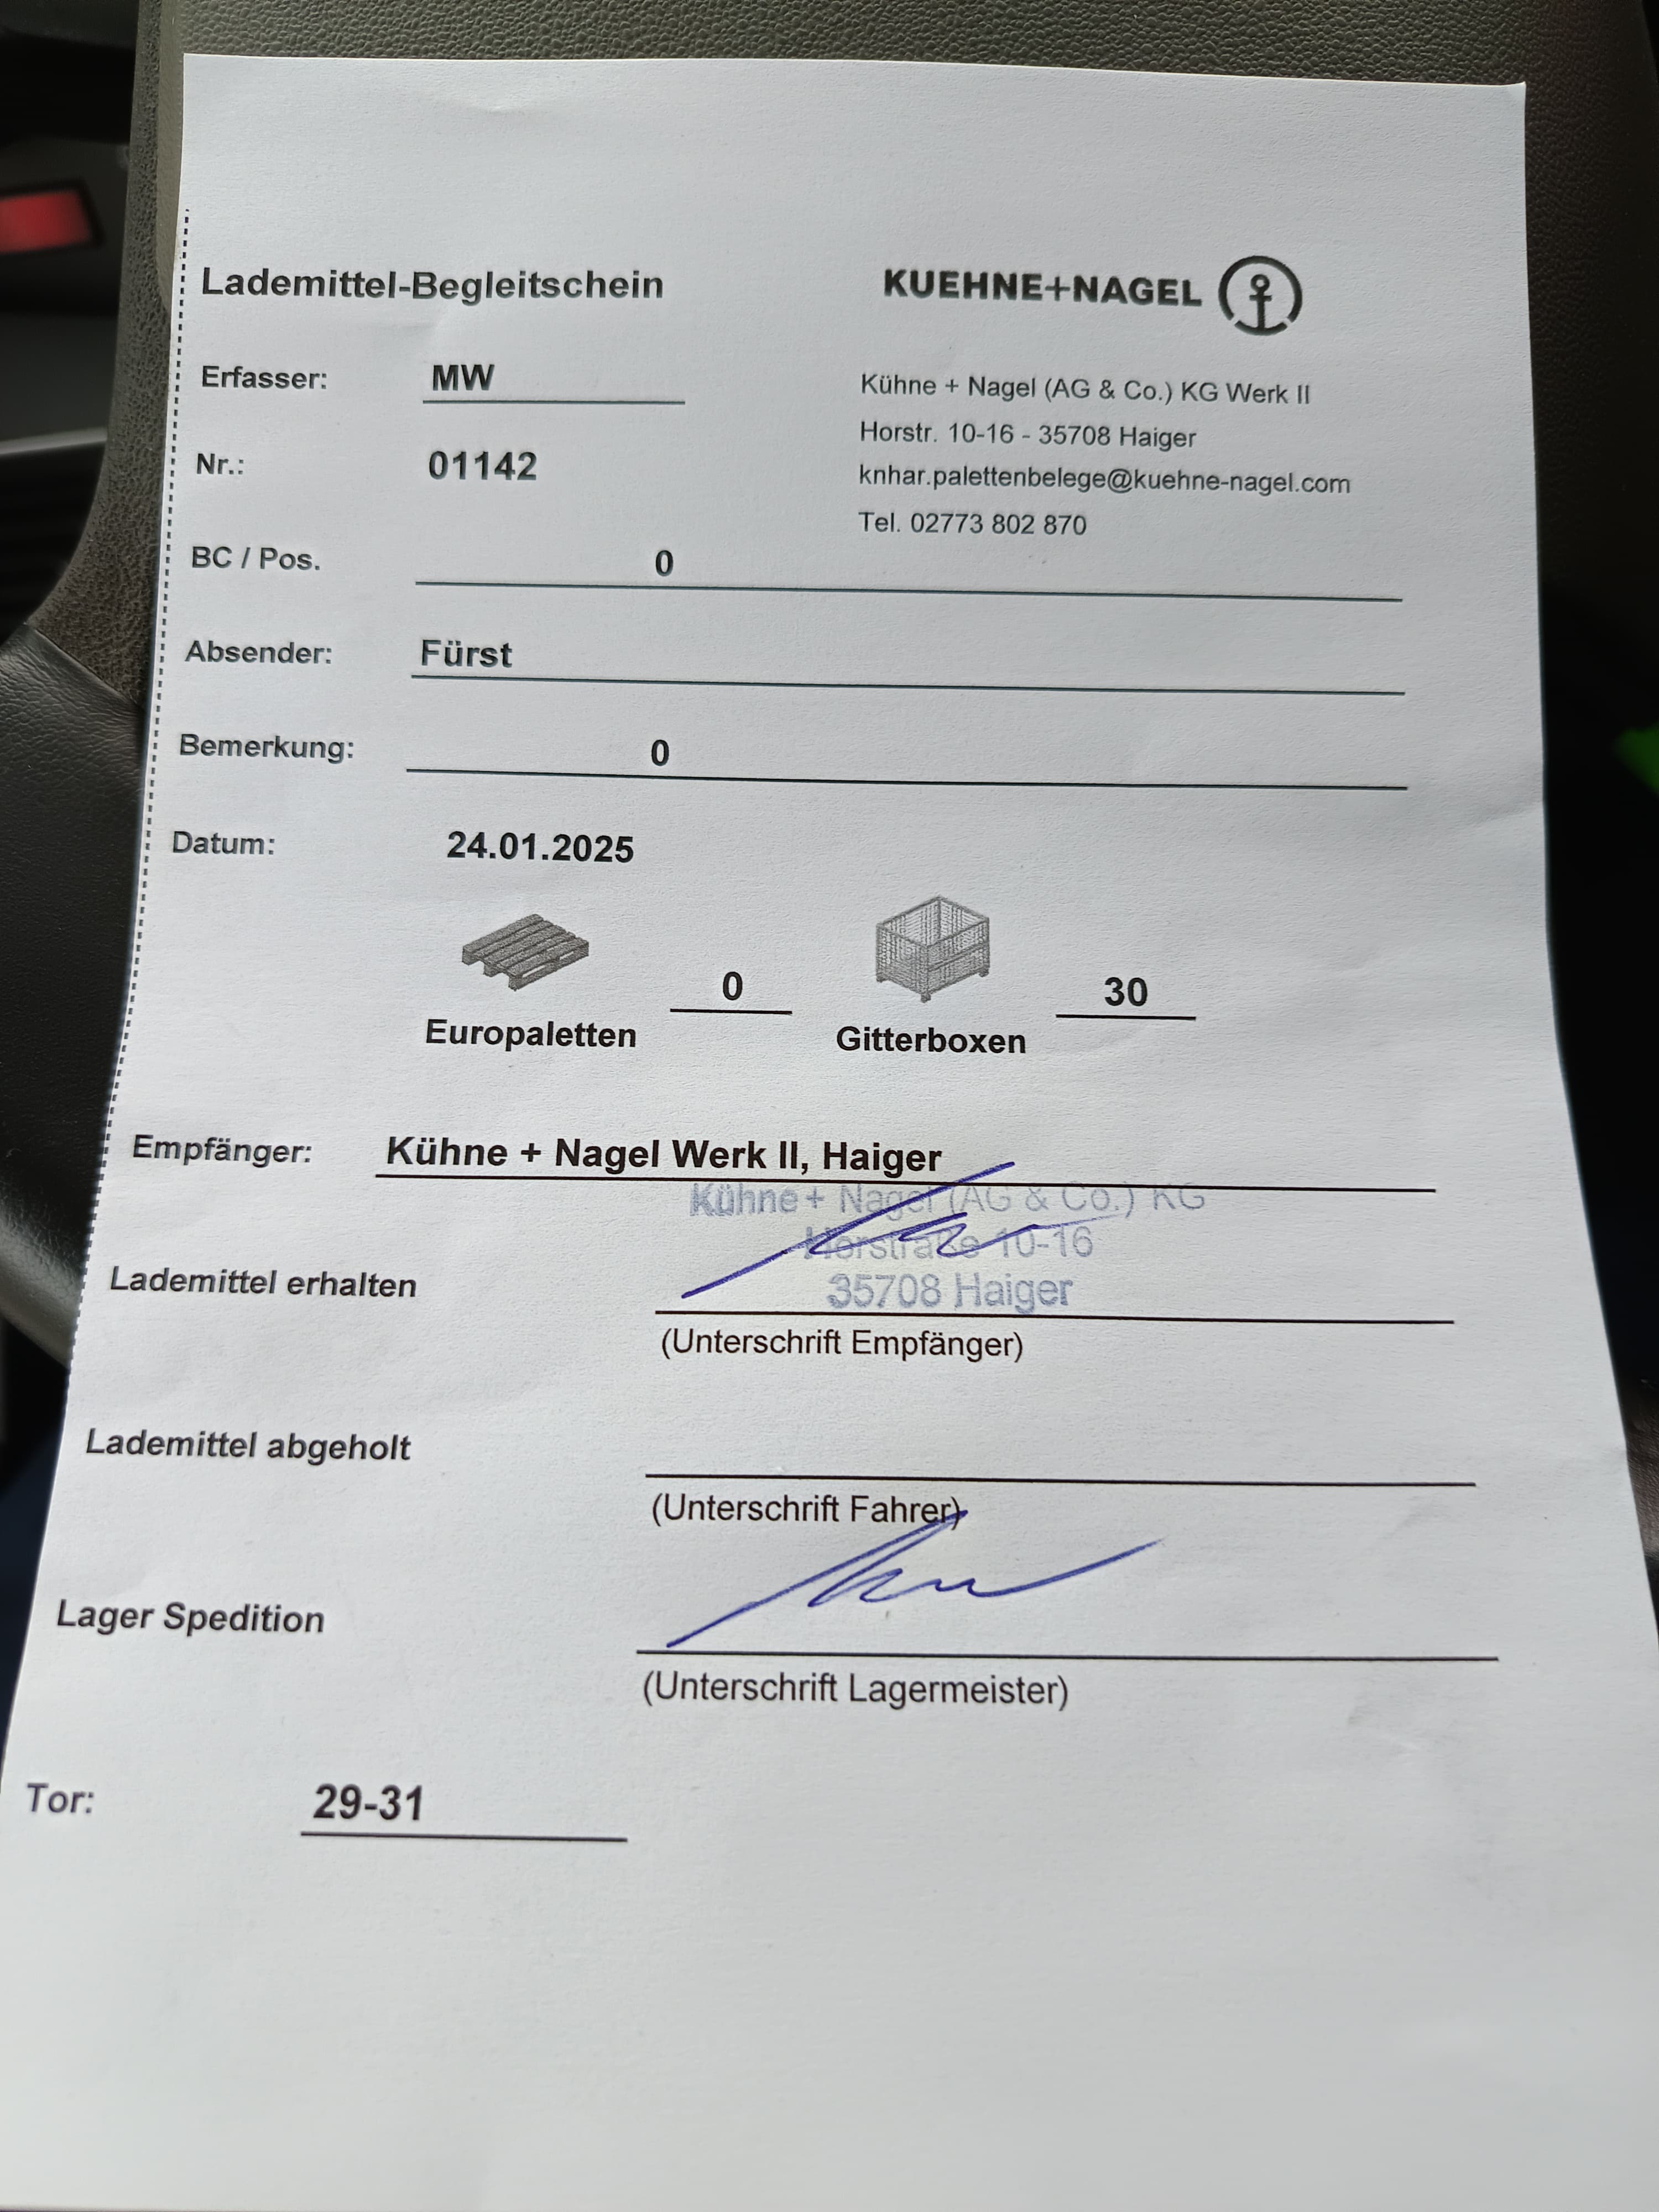 Lademittel-Begleitschein
KUEHNE+NAGEL
Erfasser: MW
Kühne + Nagel (AG & Co.) KG Werk II
Horstr. 10-16 - 35708 Haiger
Nr.: 01142
knhar.palettenbelege@kuehne-nagel.com
Tel. 02773 802 870
BC / Pos. 0
Absender: Fürst
Bemerkung: 0
Datum: 24.01.2025
Europaletten 0 Gitterboxen 30
Empfänger: Kühne + Nagel Werk II, Haiger
Kühne + Nagel (AG & Co.) KG
Horstraße 10-16
35708 Haiger
Lademittel erhalten
(Unterschrift Empfänger)
Lademittel abgeholt
(Unterschrift Fahrer)
Lager Spedition
(Unterschrift Lagermeister)
Tor: 29-31